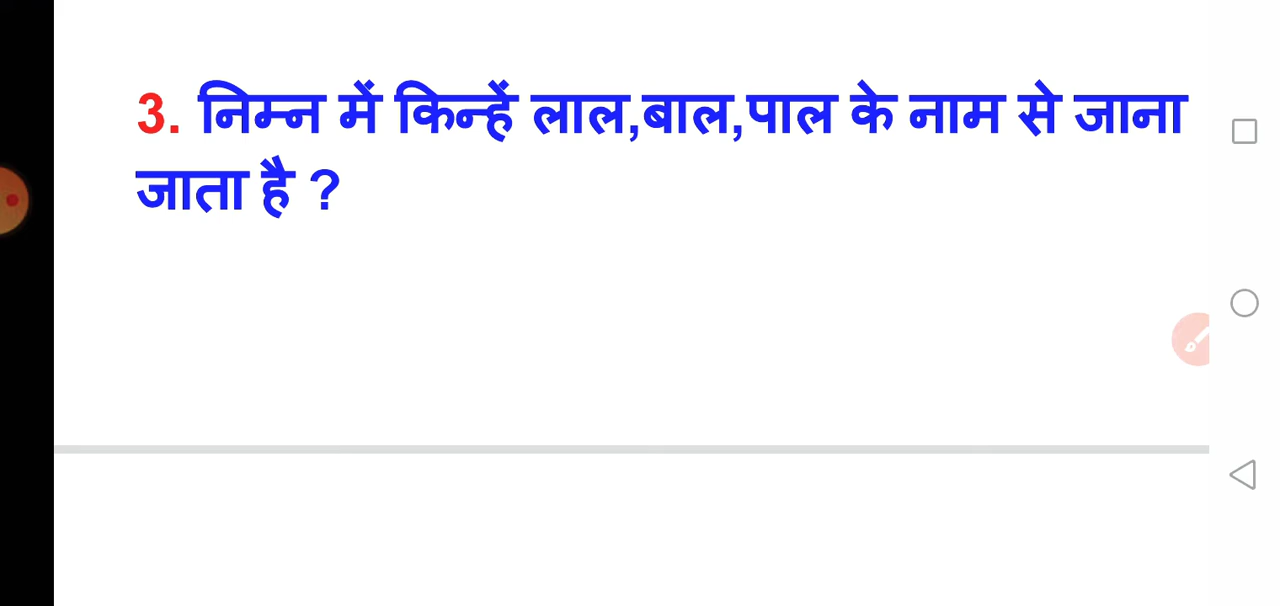 3. निम्न में किन्हें लाल,बाल,पाल के नाम से जाना
जाता है ?